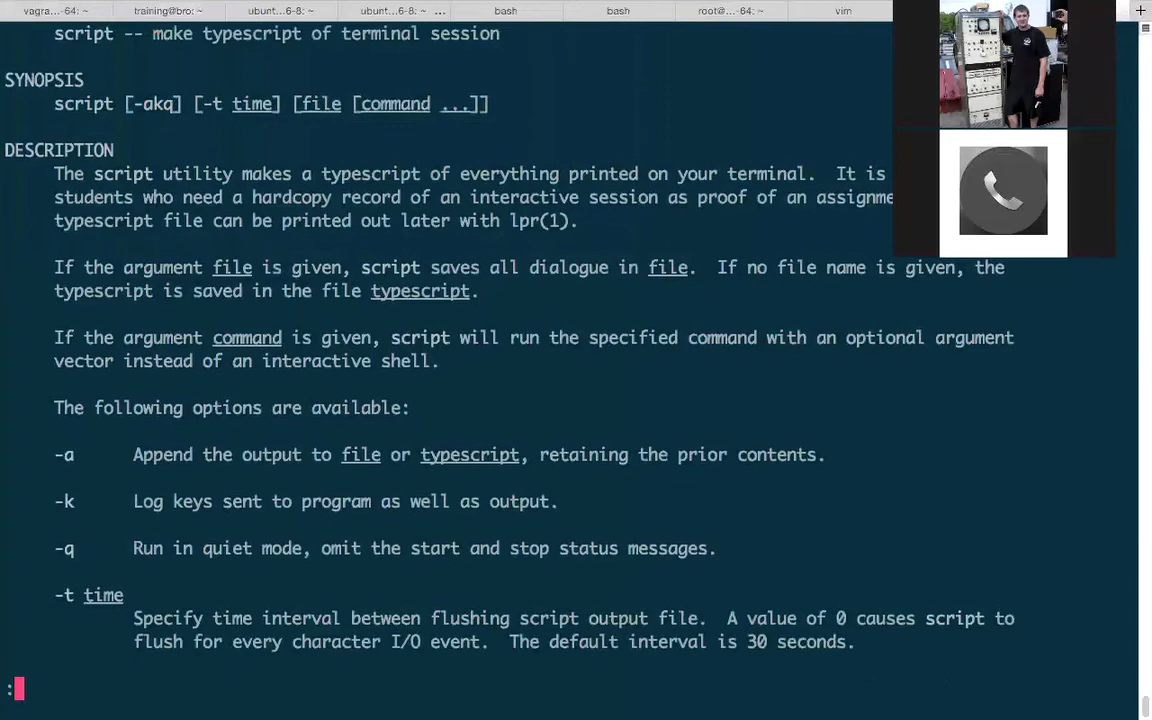 vagra...-64: ~ training@bro: ~ ubunt...6-8: ~ ubunt...6-8: ~ ... bash bash root@...-64: ~ vim
script -- make typescript of terminal session
SYNOPSIS
script [-akq] [-t time] [file [command ...]]
DESCRIPTION
The script utility makes a typescript of everything printed on your terminal.  It is
students who need a hardcopy record of an interactive session as proof of an assignme
typescript file can be printed out later with lpr(1).
If the argument file is given, script saves all dialogue in file.  If no file name is given, the
typescript is saved in the file typescript.
If the argument command is given, script will run the specified command with an optional argument
vector instead of an interactive shell.
The following options are available:
-a Append the output to file or typescript, retaining the prior contents.
-k Log keys sent to program as well as output.
-q Run in quiet mode, omit the start and stop status messages.
-t time
Specify time interval between flushing script output file.  A value of 0 causes script to
flush for every character I/O event.  The default interval is 30 seconds.
: